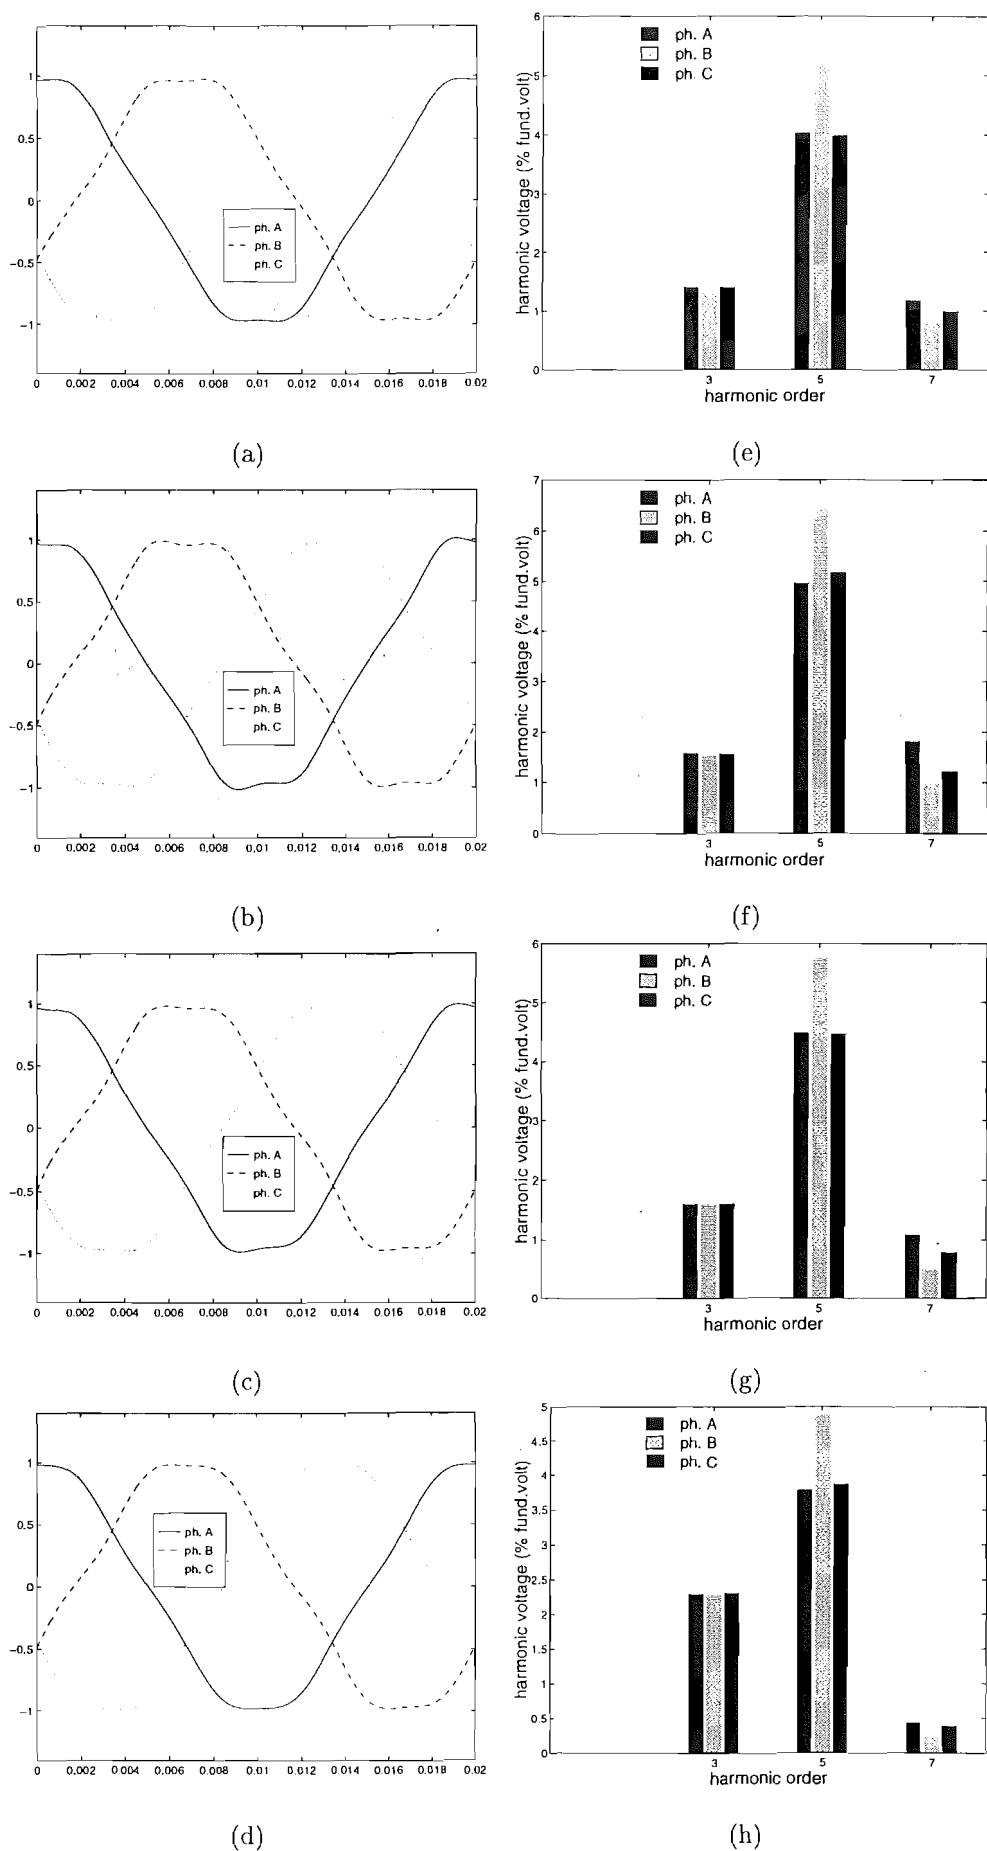 1
0.5
0
−0.5
−1
ph. A
ph. B
ph. C
0 0.002 0.004 0.006 0.008 0.01 0.012 0.014 0.016 0.018 0.02
(a)
harmonic voltage (% fund.volt)
6
5
4
3
2
1
0
ph. A
ph. B
ph. C
3 5 7
harmonic order
(e)
1
0.5
0
−0.5
−1
ph. A
ph. B
ph. C
0 0.002 0.004 0.006 0.008 0.01 0.012 0.014 0.016 0.018 0.02
(b)
harmonic voltage (% fund.volt)
7
6
5
4
3
2
1
0
ph. A
ph. B
ph. C
3 5 7
harmonic order
(f)
1
0.5
0
−0.5
−1
ph. A
ph. B
ph. C
0 0.002 0.004 0.006 0.008 0.01 0.012 0.014 0.016 0.018 0.02
(c)
harmonic voltage (% fund.volt)
6
5
4
3
2
1
0
ph. A
ph. B
ph. C
3 5 7
harmonic order
(g)
1
0.5
0
−0.5
−1
ph. A
ph. B
ph. C
0 0.002 0.004 0.006 0.008 0.01 0.012 0.014 0.016 0.018 0.02
(d)
harmonic voltage (% fund.volt)
5
4.5
4
3.5
3
2.5
2
1.5
1
0.5
0
ph. A
ph. B
ph. C
3 5 7
harmonic order
(h)